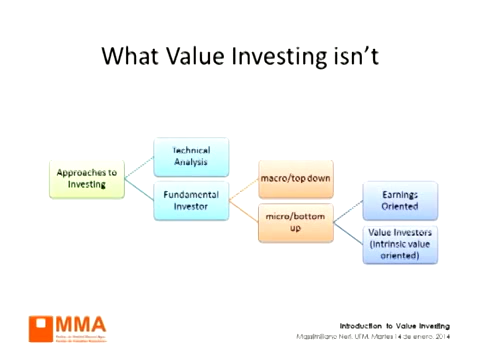 What Value Investing isn't
Technical
Analysis
Approaches to
Investing
Fundamental
Investor
macro/top down
micro/bottom
up
Earnings
Oriented
Value Investors
(intrinsic value
oriented)
MMA
Introduction to Value Investing
Massimiliano Neri, UFM, Martes 14 de enero, 2014